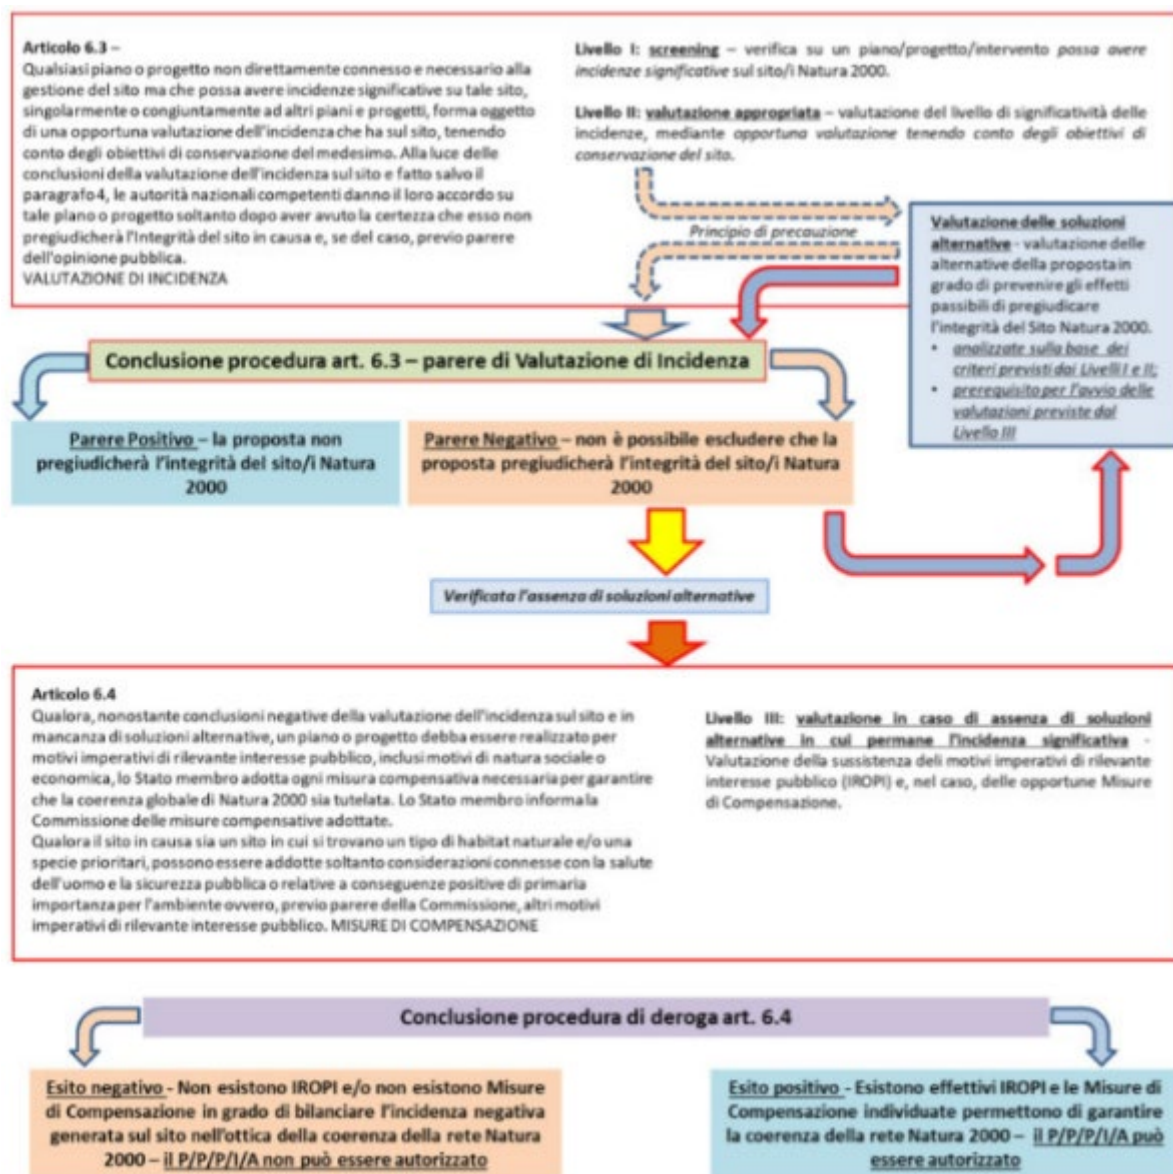 Articolo 6.3 –
Qualsiasi piano o progetto non direttamente connesso e necessario alla
gestione del sito ma che possa avere incidenze significative su tale sito,
singolarmente o congiuntamente ad altri piani e progetti, forma oggetto
di una opportuna valutazione dell'incidenza che ha sul sito, tenendo
conto degli obiettivi di conservazione del medesimo. Alla luce delle
conclusioni della valutazione dell'incidenza sul sito e fatto salvo il
paragrafo 4, le autorità nazionali competenti danno il loro accordo su
tale piano o progetto soltanto dopo aver avuto la certezza che esso non
pregiudicherà l'Integrità del sito in causa e, se del caso, previo parere
dell'opinione pubblica.
VALUTAZIONE DI INCIDENZA
Livello I: screening – verifica su un piano/progetto/intervento possa avere
incidenze significative sul sito/i Natura 2000.
Livello II: valutazione appropriata – valutazione del livello di significatività delle
incidenze, mediante opportuna valutazione tenendo conto degli obiettivi di
conservazione del sito.
Principio di precauzione
Valutazione delle soluzioni
alternative - valutazione delle
alternative della proposta in
grado di prevenire gli effetti
passibili di pregiudicare
l'integrità del Sito Natura 2000.
• analizzate sulla base dei
criteri previsti dai Livelli I e II;
• prerequisito per l'avvio delle
valutazioni previste dal
Livello III
Conclusione procedura art. 6.3 – parere di Valutazione di Incidenza
Parere Positivo – la proposta non
pregiudicherà l'integrità del sito/i Natura
2000
Parere Negativo – non è possibile escludere che la
proposta pregiudicherà l'integrità del sito/i Natura
2000
Verificata l'assenza di soluzioni alternative
Articolo 6.4
Qualora, nonostante conclusioni negative della valutazione dell'incidenza sul sito e in
mancanza di soluzioni alternative, un piano o progetto debba essere realizzato per
motivi imperativi di rilevante interesse pubblico, inclusi motivi di natura sociale o
economica, lo Stato membro adotta ogni misura compensativa necessaria per garantire
che la coerenza globale di Natura 2000 sia tutelata. Lo Stato membro informa la
Commissione delle misure compensative adottate.
Qualora il sito in causa sia un sito in cui si trovano un tipo di habitat naturale e/o una
specie prioritari, possono essere addotte soltanto considerazioni connesse con la salute
dell'uomo e la sicurezza pubblica o relative a conseguenze positive di primaria
importanza per l'ambiente ovvero, previo parere della Commissione, altri motivi
imperativi di rilevante interesse pubblico. MISURE DI COMPENSAZIONE
Livello III: valutazione in caso di assenza di soluzioni
alternative in cui permane l'incidenza significativa -
Valutazione della sussistenza deli motivi imperativi di rilevante
interesse pubblico (IROPI) e, nel caso, delle opportune Misure
di Compensazione.
Conclusione procedura di deroga art. 6.4
Esito negativo - Non esistono IROPI e/o non esistono Misure
di Compensazione in grado di bilanciare l'incidenza negativa
generata sul sito nell'ottica della coerenza della rete Natura
2000 – il P/P/P/I/A non può essere autorizzato
Esito positivo - Esistono effettivi IROPI e le Misure di
Compensazione individuate permettono di garantire
la coerenza della rete Natura 2000 – il P/P/P/I/A può
essere autorizzato